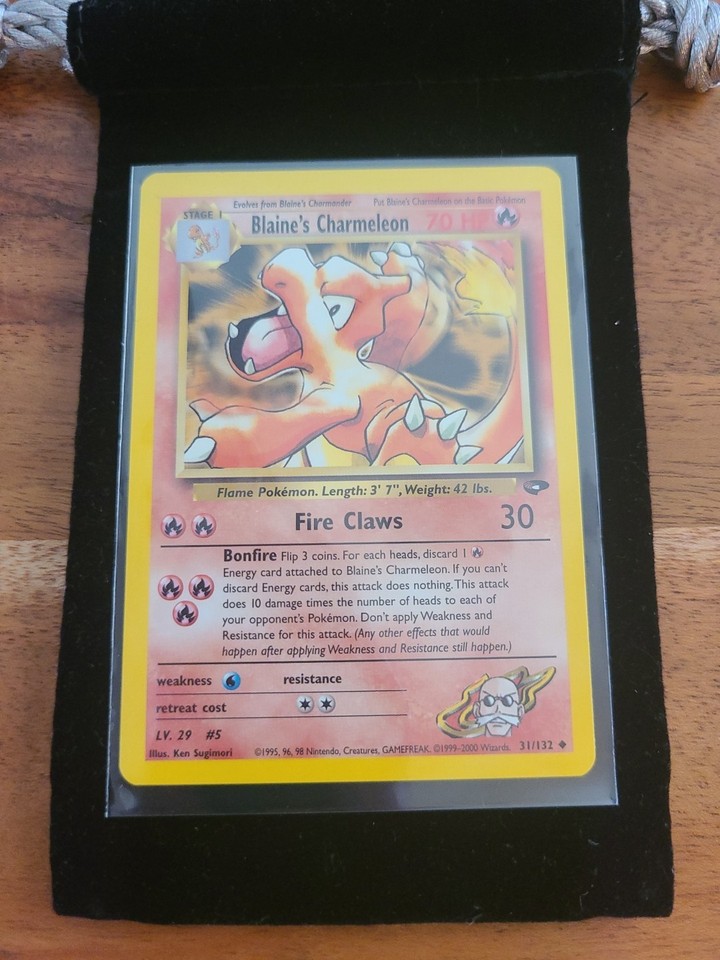 Evolves from Blaine's Charmander Put Blaine's Charmeleon on the Basic Pokémon
STAGE 1
Blaine's Charmeleon 70 HP
Flame Pokémon. Length: 3' 7", Weight: 42 lbs.
Fire Claws 30
Bonfire Flip 3 coins. For each heads, discard 1
Energy card attached to Blaine's Charmeleon. If you can't
discard Energy cards, this attack does nothing. This attack
does 10 damage times the number of heads to each of
your opponent's Pokémon. Don't apply Weakness and
Resistance for this attack. (Any other effects that would
happen after applying Weakness and Resistance still happen.)
weakness resistance
retreat cost
LV. 29 #5
Illus. Ken Sugimori ©1995, 96, 98 Nintendo, Creatures, GAMEFREAK. ©1999-2000 Wizards. 31/132